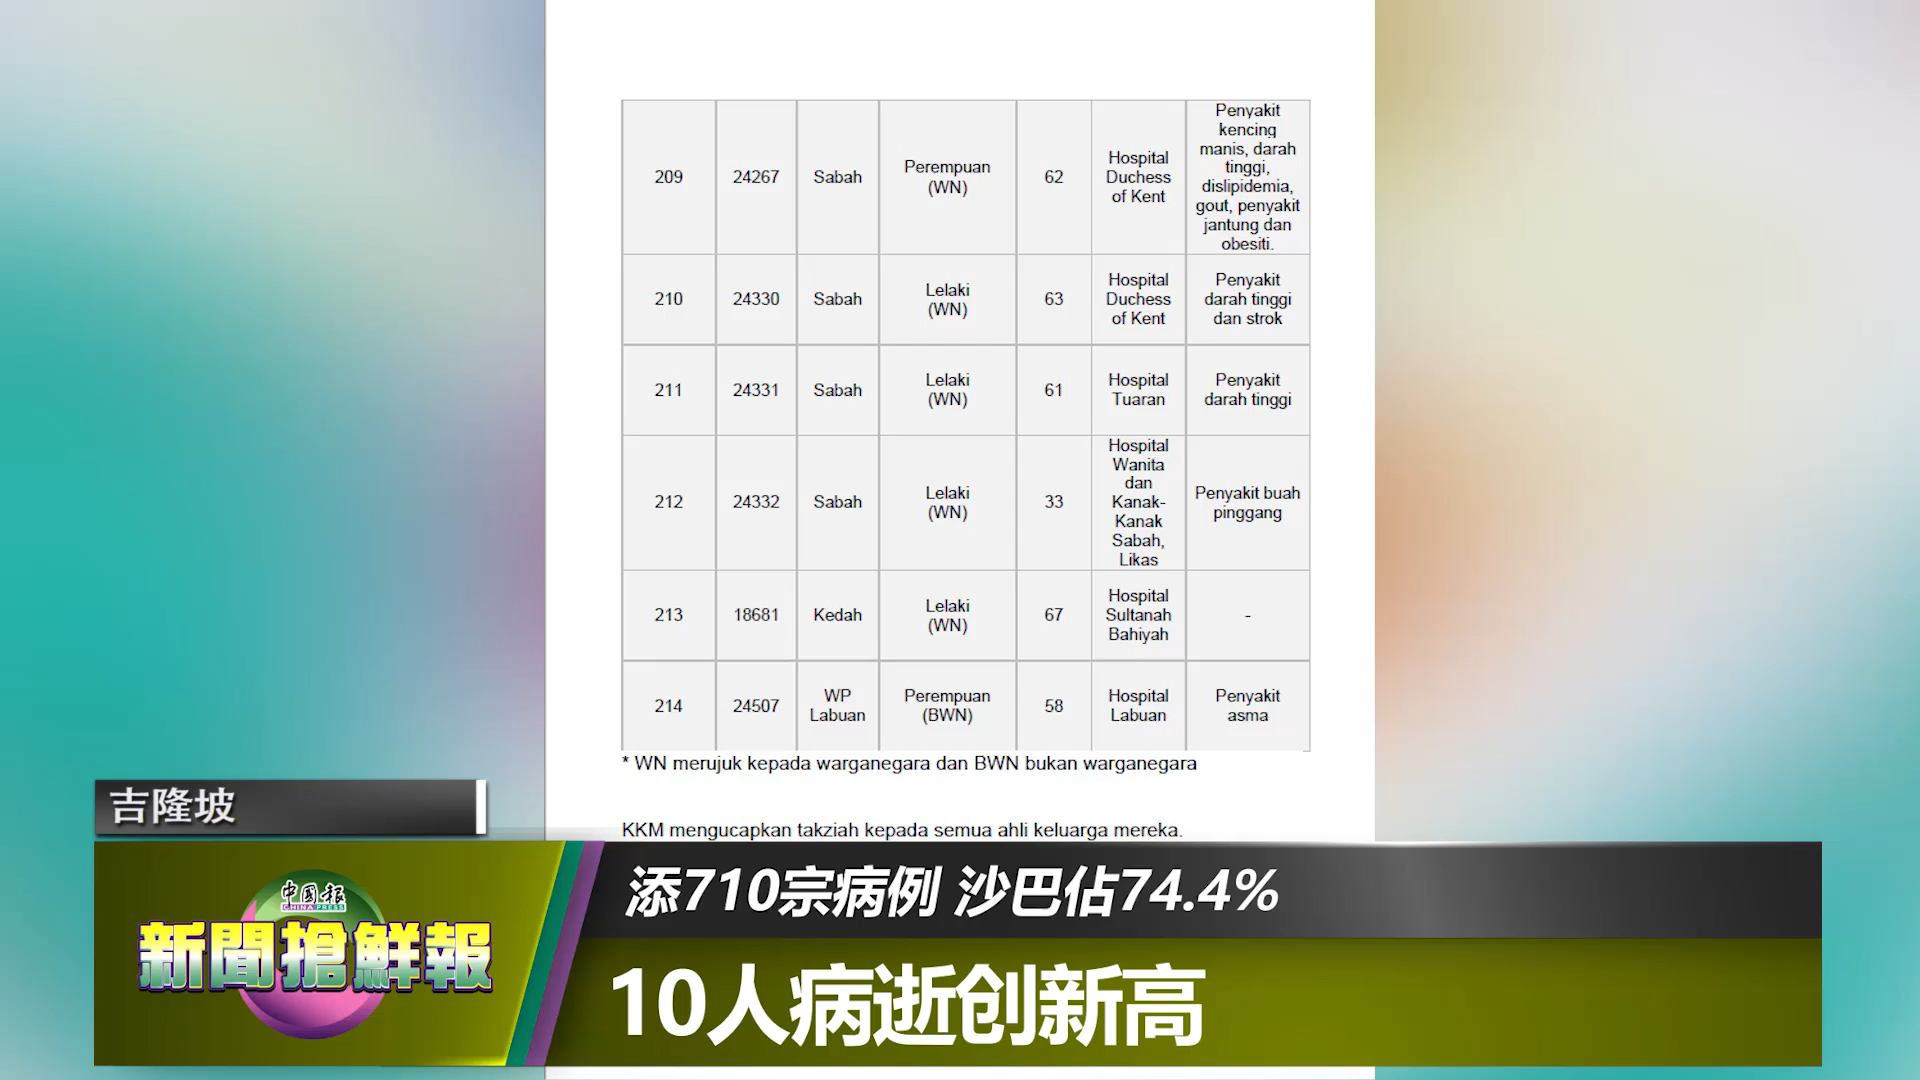 209 24267 Sabah Perempuan (WN) 62 Hospital Duchess of Kent Penyakit kencing manis, darah tinggi, dislipidemia, gout, penyakit jantung dan obesiti.
210 24330 Sabah Lelaki (WN) 63 Hospital Duchess of Kent Penyakit darah tinggi dan strok
211 24331 Sabah Lelaki (WN) 61 Hospital Tuaran Penyakit darah tinggi
212 24332 Sabah Lelaki (WN) 33 Hospital Wanita dan Kanak-Kanak Sabah, Likas Penyakit buah pinggang
213 18681 Kedah Lelaki (WN) 67 Hospital Sultanah Bahiyah -
214 24507 WP Labuan Perempuan (BWN) 58 Hospital Labuan Penyakit asma
* WN merujuk kepada warganegara dan BWN bukan warganegara
KKM mengucapkan takziah kepada semua ahli keluarga mereka.
吉隆坡
中國報
CHINA PRESS
新聞搶鮮報
添710宗病例 沙巴佔74.4%
10人病逝创新高